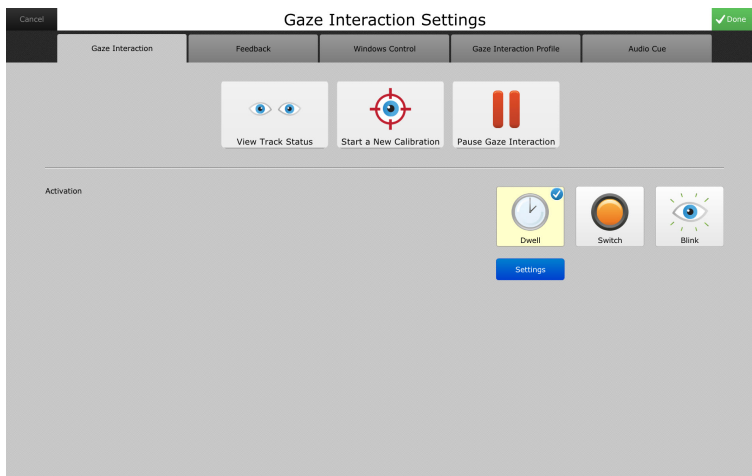 Cancel
Gaze Interaction Settings
Done
Gaze Interaction
Feedback
Windows Control
Gaze Interaction Profile
Audio Cue
View Track Status
Start a New Calibration
Pause Gaze Interaction
Activation
Dwell
Switch
Blink
Settings